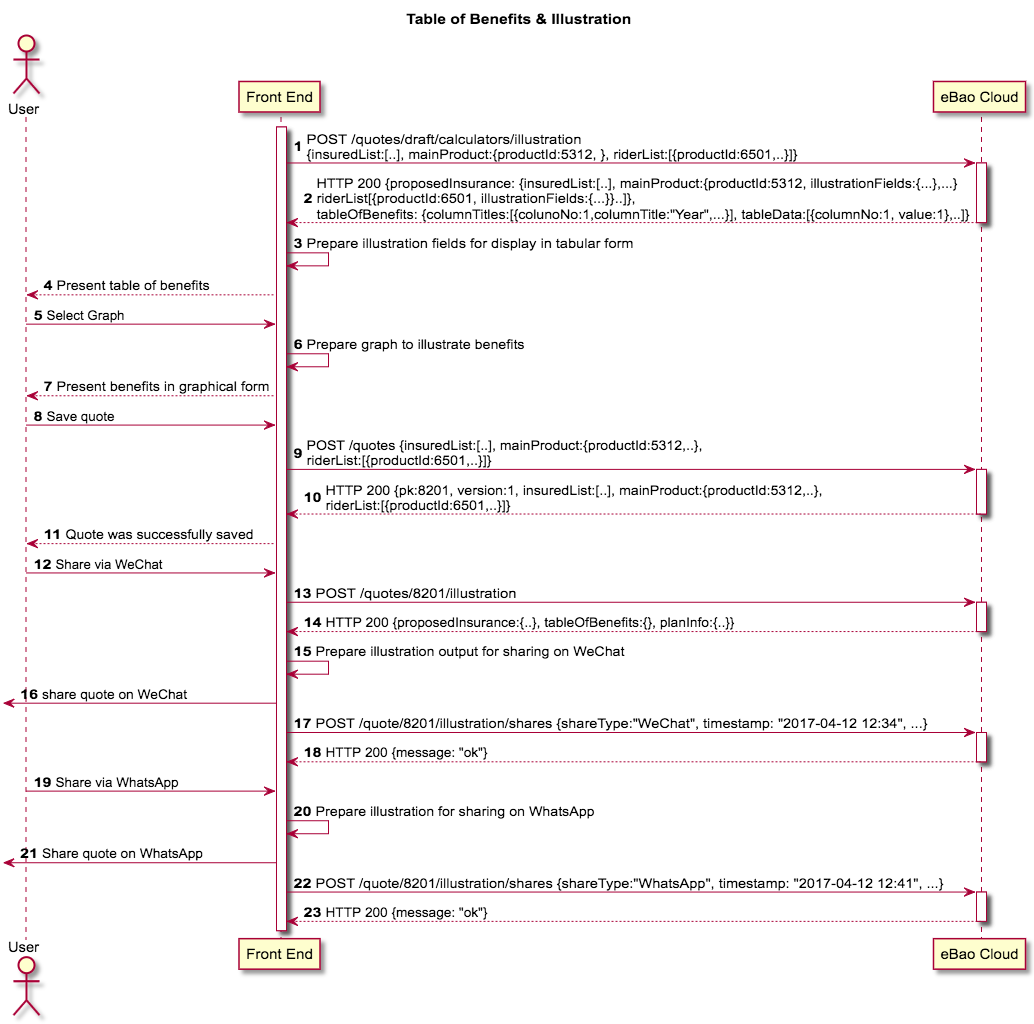 Table of Benefits & Illustration
User
Front End
eBao Cloud
1 POST /quotes/draft/calculators/illustration
{insuredList:[..], mainProduct:{productId:5312, }, riderList:[{productId:6501,..}]}
2 HTTP 200 {proposedInsurance: {insuredList:[..], mainProduct:{productId:5312, illustrationFields:{...},...}
riderList[{productId:6501, illustrationFields:{...}}..]},
tableOfBenefits: {columnTitles:[{colunoNo:1,columnTitle:"Year",...}], tableData:[{columnNo:1, value:1},..]}
3 Prepare illustration fields for display in tabular form
4 Present table of benefits
5 Select Graph
6 Prepare graph to illustrate benefits
7 Present benefits in graphical form
8 Save quote
9 POST /quotes {insuredList:[..], mainProduct:{productId:5312,..},
riderList:[{productId:6501,..}]}
10 HTTP 200 {pk:8201, version:1, insuredList:[..], mainProduct:{productId:5312,..},
riderList:[{productId:6501,..}]}
11 Quote was successfully saved
12 Share via WeChat
13 POST /quotes/8201/illustration
14 HTTP 200 {proposedInsurance:{..}, tableOfBenefits:{}, planInfo:{..}}
15 Prepare illustration output for sharing on WeChat
16 share quote on WeChat
17 POST /quote/8201/illustration/shares {shareType:"WeChat", timestamp: "2017-04-12 12:34", ...}
18 HTTP 200 {message: "ok"}
19 Share via WhatsApp
20 Prepare illustration for sharing on WhatsApp
21 Share quote on WhatsApp
22 POST /quote/8201/illustration/shares {shareType:"WhatsApp", timestamp: "2017-04-12 12:41", ...}
23 HTTP 200 {message: "ok"}
User
Front End
eBao Cloud